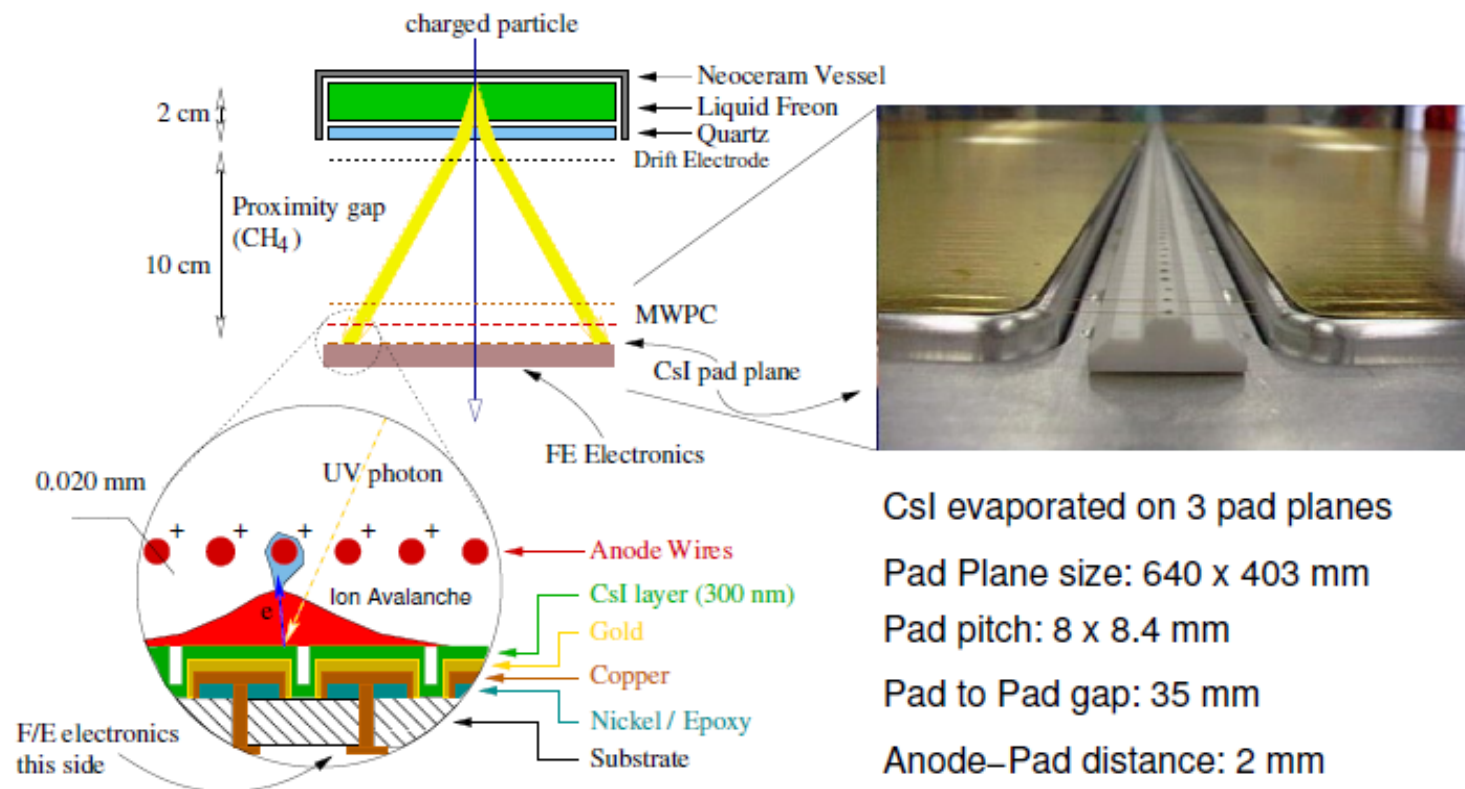 charged particle
Neoceram Vessel
Liquid Freon
Quartz
Drift Electrode
2 cm
Proximity gap
(CH4)
10 cm
MWPC
CsI pad plane
FE Electronics
UV photon
0.020 mm
+ + + + +
Anode Wires
Ion Avalanche
e
CsI layer (300 nm)
Gold
Copper
Nickel / Epoxy
Substrate
F/E electronics
this side
CsI evaporated on 3 pad planes
Pad Plane size: 640 x 403 mm
Pad pitch: 8 x 8.4 mm
Pad to Pad gap: 35 mm
Anode–Pad distance: 2 mm